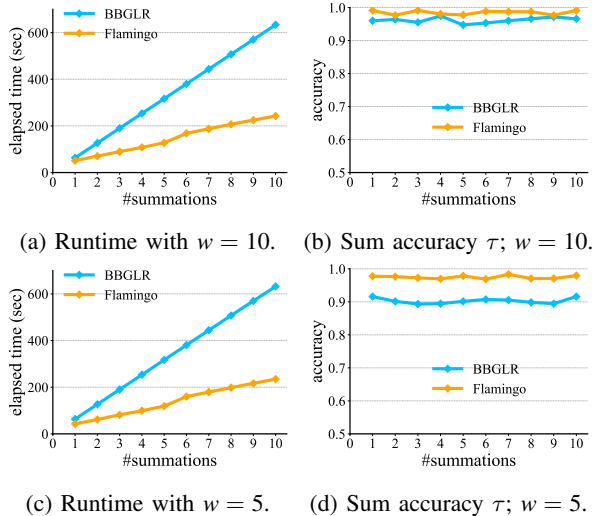 BBGLR
Flamingo
elapsed time (sec)
600
400
200
0
0 1 2 3 4 5 6 7 8 9 10
#summations
(a) Runtime with w = 10.
accuracy
1.0
0.9
0.8
0.7
0.6
0.5
BBGLR
Flamingo
0 1 2 3 4 5 6 7 8 9 10
#summations
(b) Sum accuracy τ; w = 10.
BBGLR
Flamingo
elapsed time (sec)
600
400
200
0
0 1 2 3 4 5 6 7 8 9 10
#summations
(c) Runtime with w = 5.
accuracy
1.0
0.9
0.8
0.7
0.6
0.5
BBGLR
Flamingo
0 1 2 3 4 5 6 7 8 9 10
#summations
(d) Sum accuracy τ; w = 5.